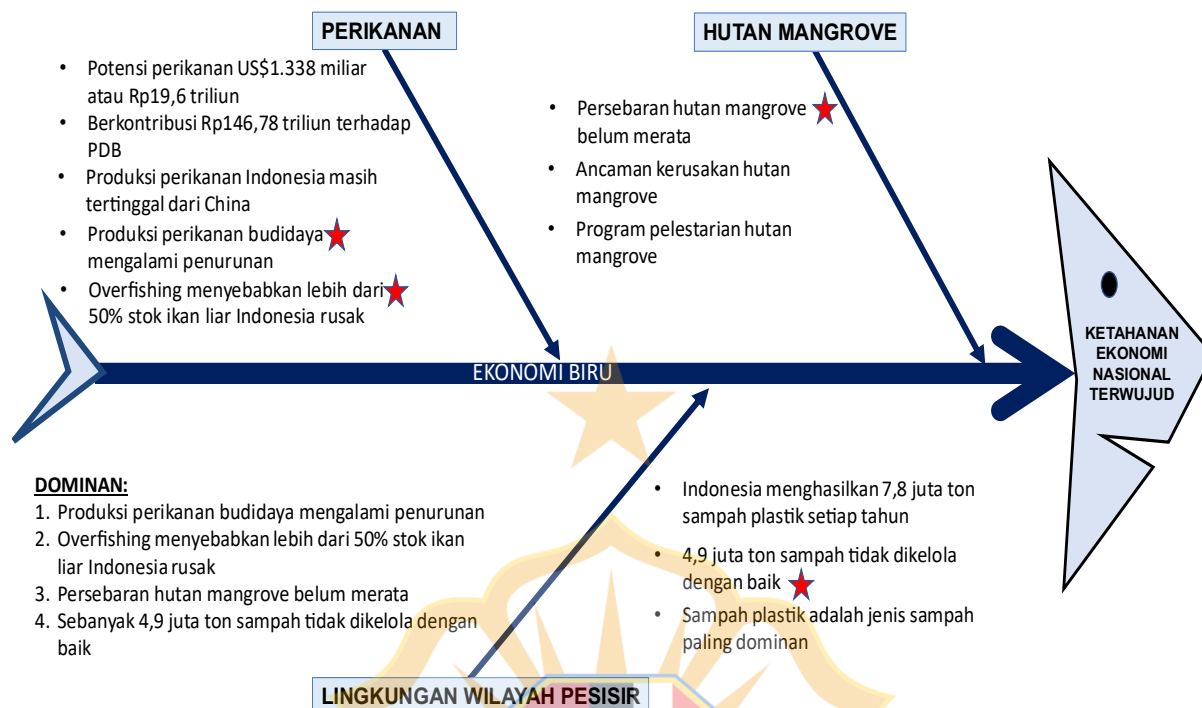 PERIKANAN
• Potensi perikanan US$1.338 miliar
atau Rp19,6 triliun
• Berkontribusi Rp146,78 triliun terhadap
PDB
• Produksi perikanan Indonesia masih
tertinggal dari China
• Produksi perikanan budidaya
mengalami penurunan
• Overfishing menyebabkan lebih dari
50% stok ikan liar Indonesia rusak
HUTAN MANGROVE
• Persebaran hutan mangrove
belum merata
• Ancaman kerusakan hutan
mangrove
• Program pelestarian hutan
mangrove
EKONOMI BIRU
KETAHANAN
EKONOMI
NASIONAL
TERWUJUD
DOMINAN:
1. Produksi perikanan budidaya mengalami penurunan
2. Overfishing menyebabkan lebih dari 50% stok ikan
liar Indonesia rusak
3. Persebaran hutan mangrove belum merata
4. Sebanyak 4,9 juta ton sampah tidak dikelola dengan
baik
• Indonesia menghasilkan 7,8 juta ton
sampah plastik setiap tahun
• 4,9 juta ton sampah tidak dikelola
dengan baik
• Sampah plastik adalah jenis sampah
paling dominan
LINGKUNGAN WILAYAH PESISIR